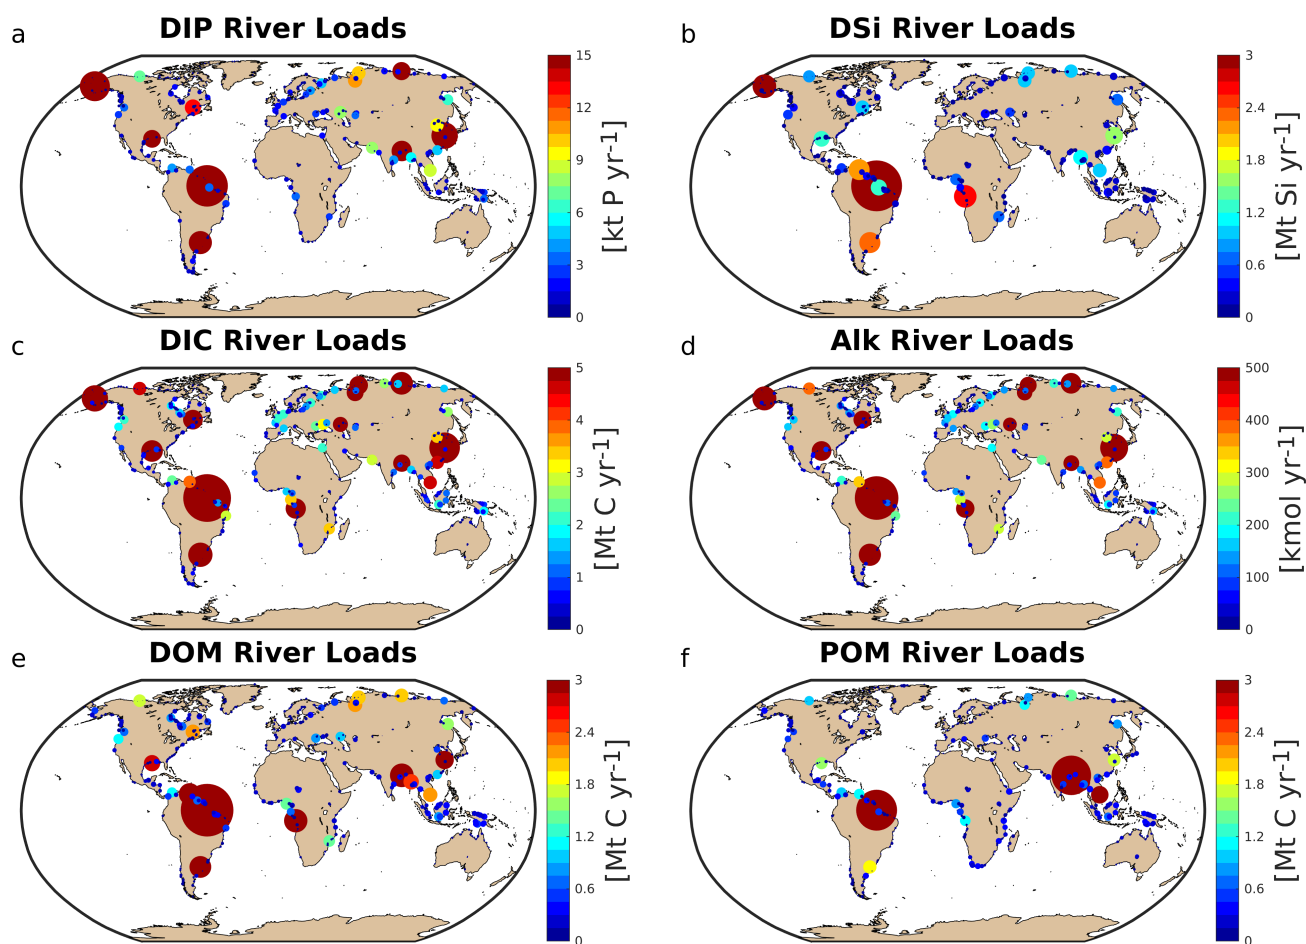 a
DIP River Loads
15
12
9
6
3
0
[kt P yr-1]
b
DSi River Loads
3
2.4
1.8
1.2
0.6
0
[Mt Si yr-1]
c
DIC River Loads
5
4
3
2
1
0
[Mt C yr-1]
d
Alk River Loads
500
400
300
200
100
0
[kmol yr-1]
e
DOM River Loads
3
2.4
1.8
1.2
0.6
0
[Mt C yr-1]
f
POM River Loads
3
2.4
1.8
1.2
0.6
0
[Mt C yr-1]